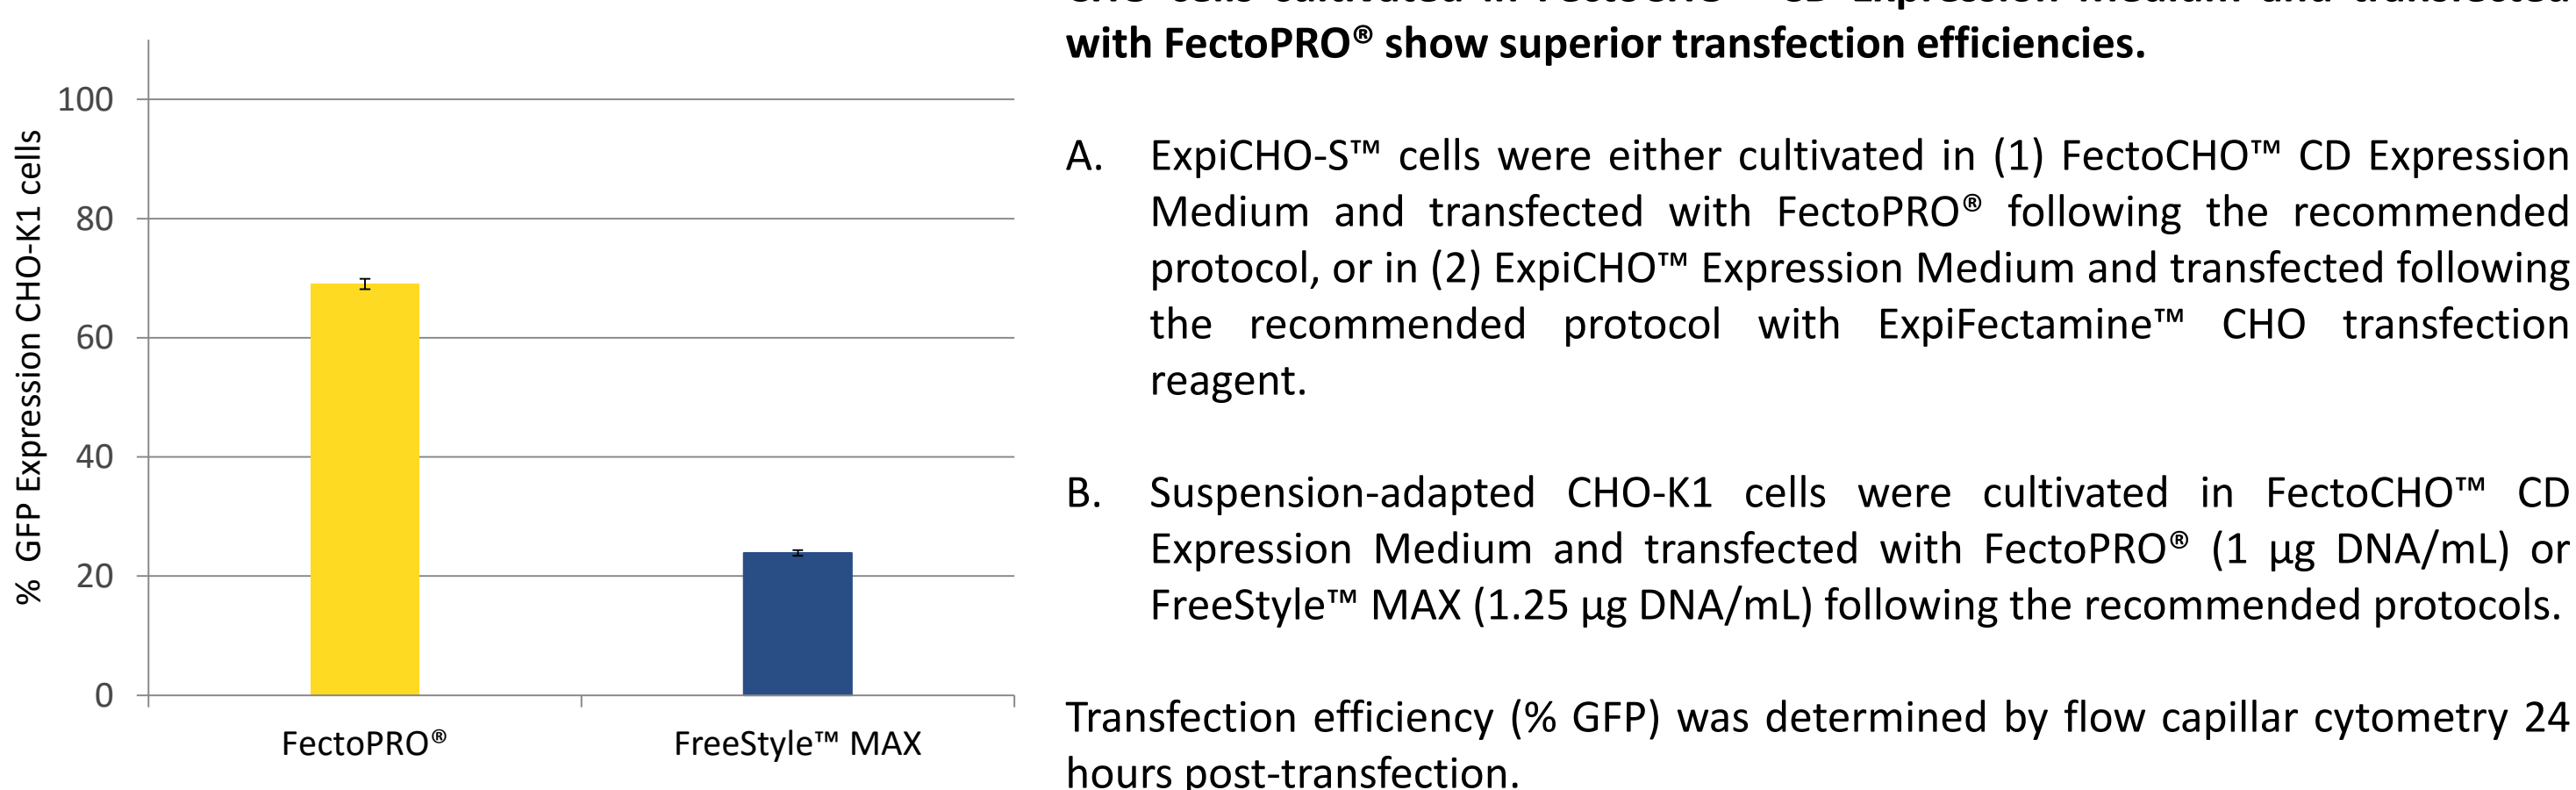 with FectoPRO® show superior transfection efficiencies.
% GFP Expression CHO-K1 cells
100
80
60
40
20
0
FectoPRO®
FreeStyle™ MAX
A. ExpiCHO-S™ cells were either cultivated in (1) FectoCHO™ CD Expression
Medium and transfected with FectoPRO® following the recommended
protocol, or in (2) ExpiCHO™ Expression Medium and transfected following
the recommended protocol with ExpiFectamine™ CHO transfection
reagent.
B. Suspension-adapted CHO-K1 cells were cultivated in FectoCHO™ CD
Expression Medium and transfected with FectoPRO® (1 µg DNA/mL) or
FreeStyle™ MAX (1.25 µg DNA/mL) following the recommended protocols.
Transfection efficiency (% GFP) was determined by flow capillar cytometry 24
hours post-transfection.